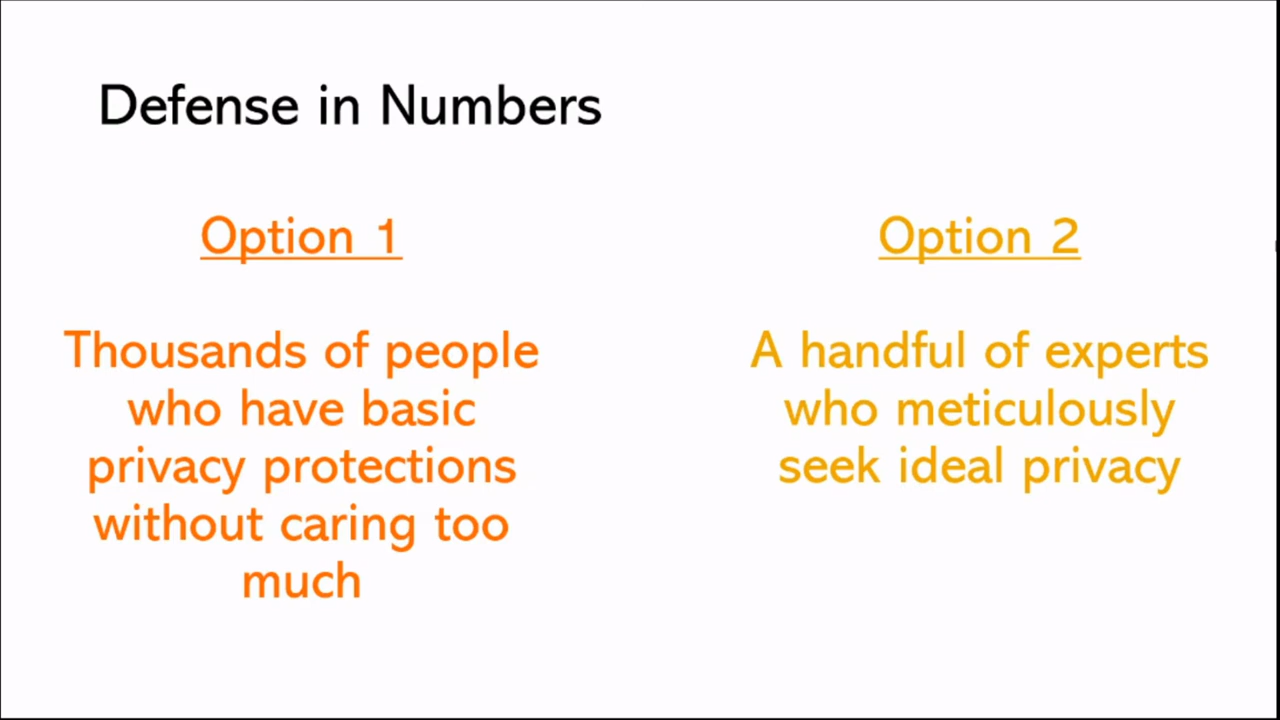 Defense in Numbers
Option 1
Thousands of people
who have basic
privacy protections
without caring too
much
Option 2
A handful of experts
who meticulously
seek ideal privacy